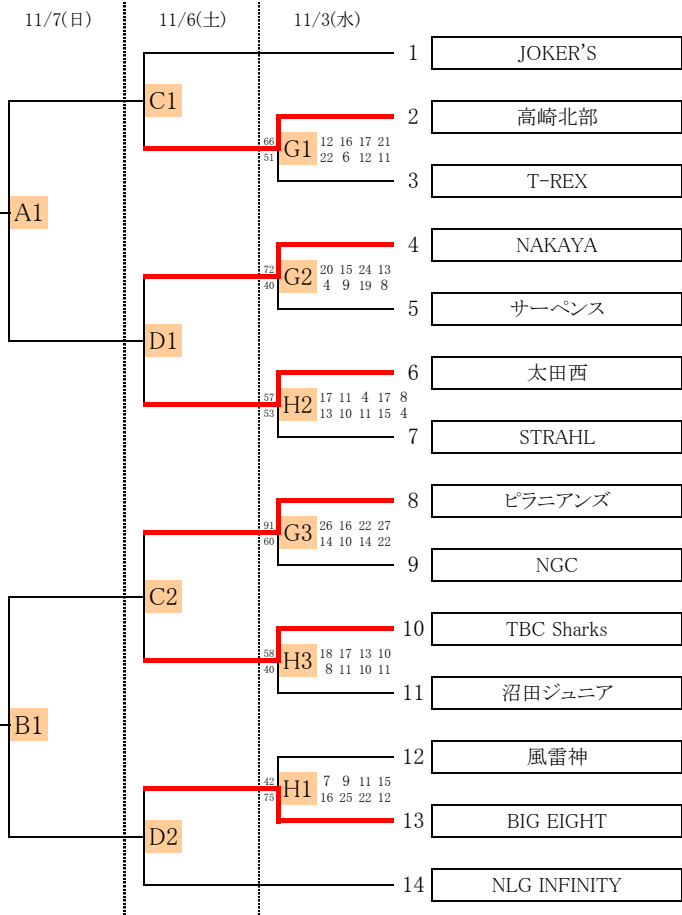 11/7(日) 11/6(土) 11/3(水)
1 JOKER'S
C1
2 高崎北部
66 G1 12 16 17 21
51 22 6 12 11
3 T-REX
A1
4 NAKAYA
72 G2 20 15 24 13
40 4 9 19 8
5 サーペンス
D1
6 太田西
57 H2 17 11 4 17 8
53 13 10 11 15 4
7 STRAHL
8 ピラニアンズ
91 G3 26 16 22 27
60 14 10 14 22
9 NGC
C2
10 TBC Sharks
58 H3 18 17 13 10
40 8 11 10 11
11 沼田ジュニア
B1
12 風雷神
42 H1 7 9 11 15
75 16 25 22 12
13 BIG EIGHT
D2
14 NLG INFINITY